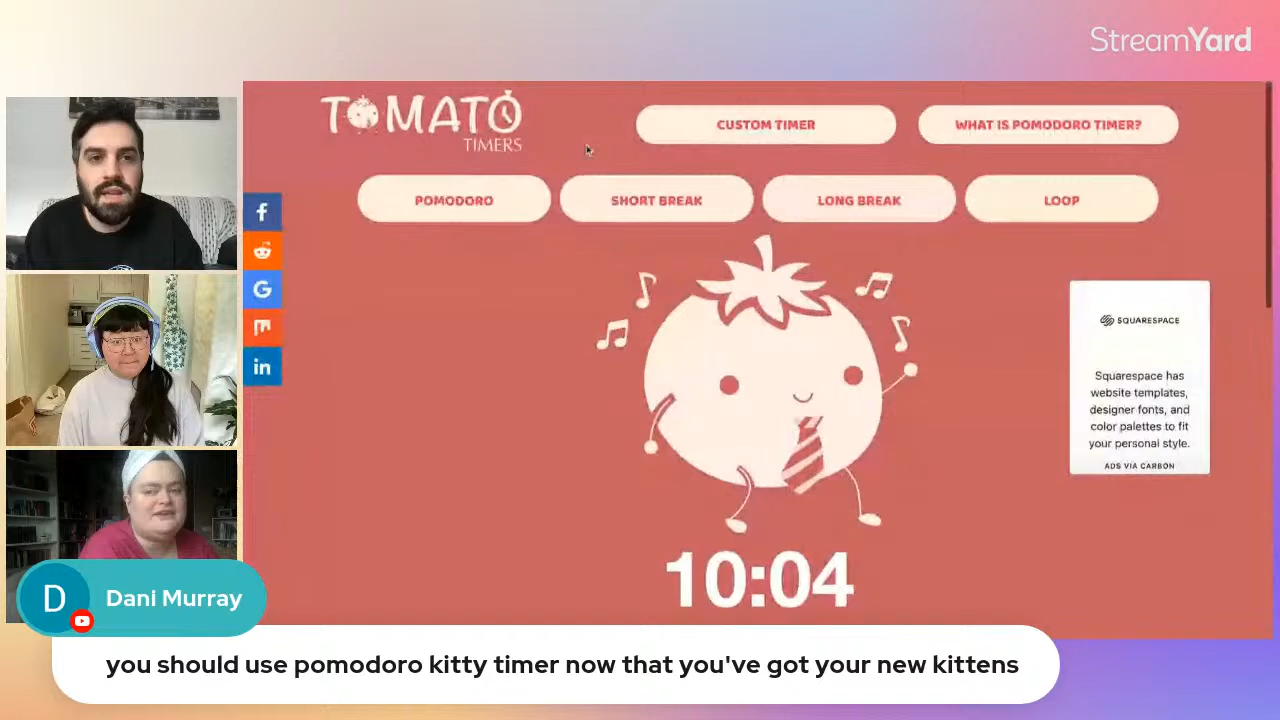 StreamYard
TOMATO
TIMERS
CUSTOM TIMER
WHAT IS POMODORO TIMER?
POMODORO
SHORT BREAK
LONG BREAK
LOOP
SQUARESPACE
Squarespace has
website templates,
designer fonts, and
color palettes to fit
your personal style.
ADS VIA CARBON
10:04
D
Dani Murray
you should use pomodoro kitty timer now that you've got your new kittens